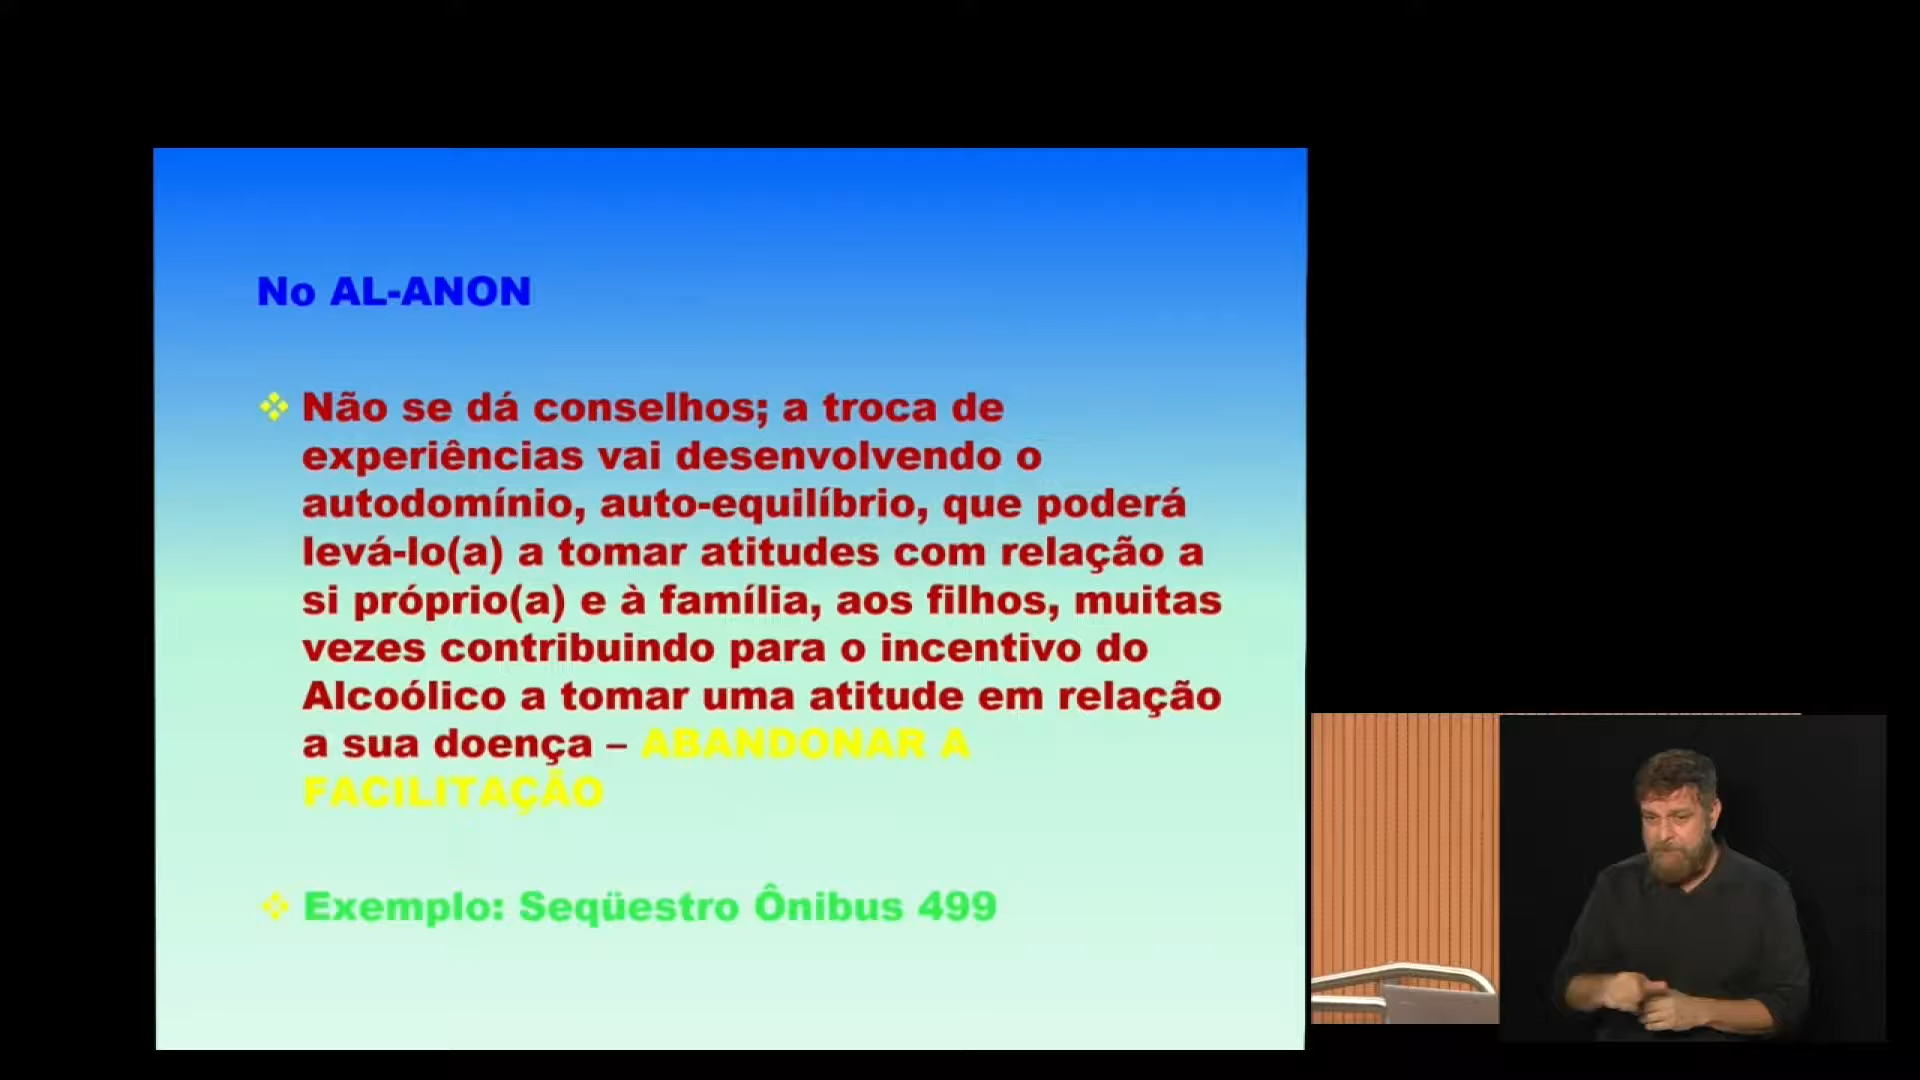 No AL-ANON
Não se dá conselhos; a troca de
experiências vai desenvolvendo o
autodomínio, auto-equilíbrio, que poderá
levá-lo(a) a tomar atitudes com relação a
si próprio(a) e à família, aos filhos, muitas
vezes contribuindo para o incentivo do
Alcoólico a tomar uma atitude em relação
a sua doença – ABANDONAR A
FACILITAÇÃO
Exemplo: Seqüestro Ônibus 499